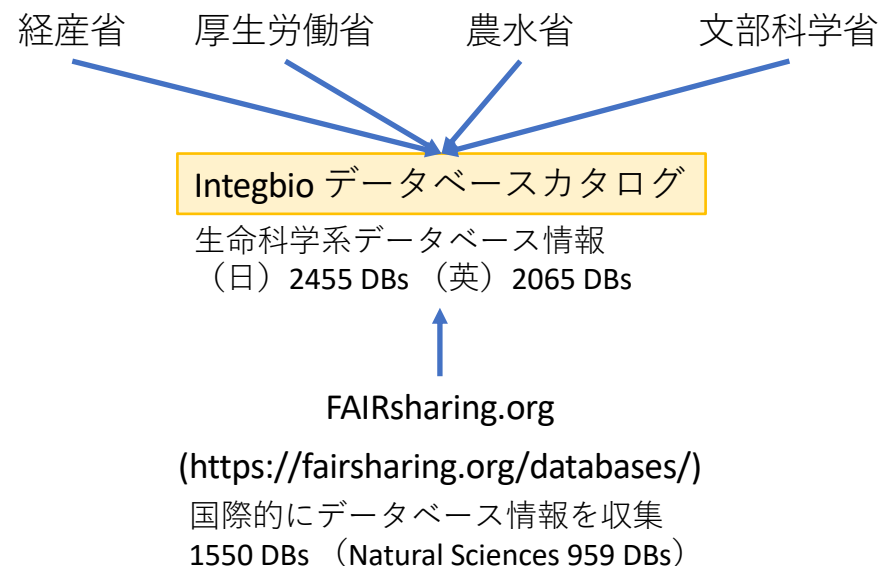 経産省 厚生労働省 農水省 文部科学省
Integbio データベースカタログ
生命科学系データベース情報
（日）2455 DBs （英）2065 DBs
FAIRsharing.org
(https://fairsharing.org/databases/)
国際的にデータベース情報を収集
1550 DBs （Natural Sciences 959 DBs）